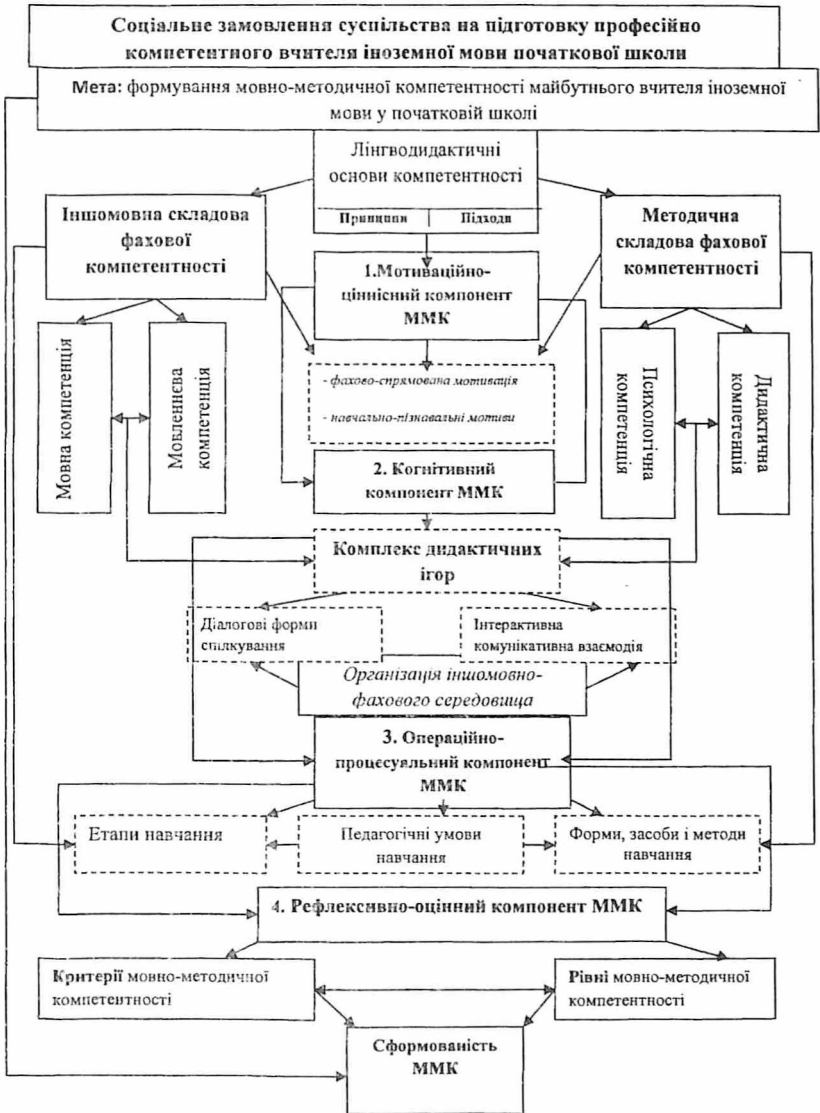 Соціальне замовлення суспільства на підготовку професійно
компетентного вчителя іноземної мови початкової школи
Мета: формування мовно-методичної компетентності майбутнього вчителя іноземної
мови у початковій школі
Лінгводидактичні
основи компетентності
Принципи
Підходи
Іншомовна складова
фахової
компетентності
Методична
складова фахової
компетентності
1.Мотиваційно-
ціннісний компонент
ММК
Мовна компетенція
Мовленнєва
компетенція
- фахово-спрямована мотивація
- навчально-пізнавальні мотиви
Психологічна
компетенція
Дидактична
компетенція
2. Когнітивний
компонент ММК
Комплекс дидактичних
ігор
Діалогові форми
спілкування
Інтерактивна
комунікативна взаємодія
Організація іншомовно-
фахового середовища
3. Операційно-
процесуальний компонент
ММК
Етапи навчання
Педагогічні умови
навчання
Форми, засоби і методи
навчання
4. Рефлексивно-оцінний компонент ММК
Критерії мовно-методичної
компетентності
Рівні мовно-методичної
компетентності
Сформованість
ММК